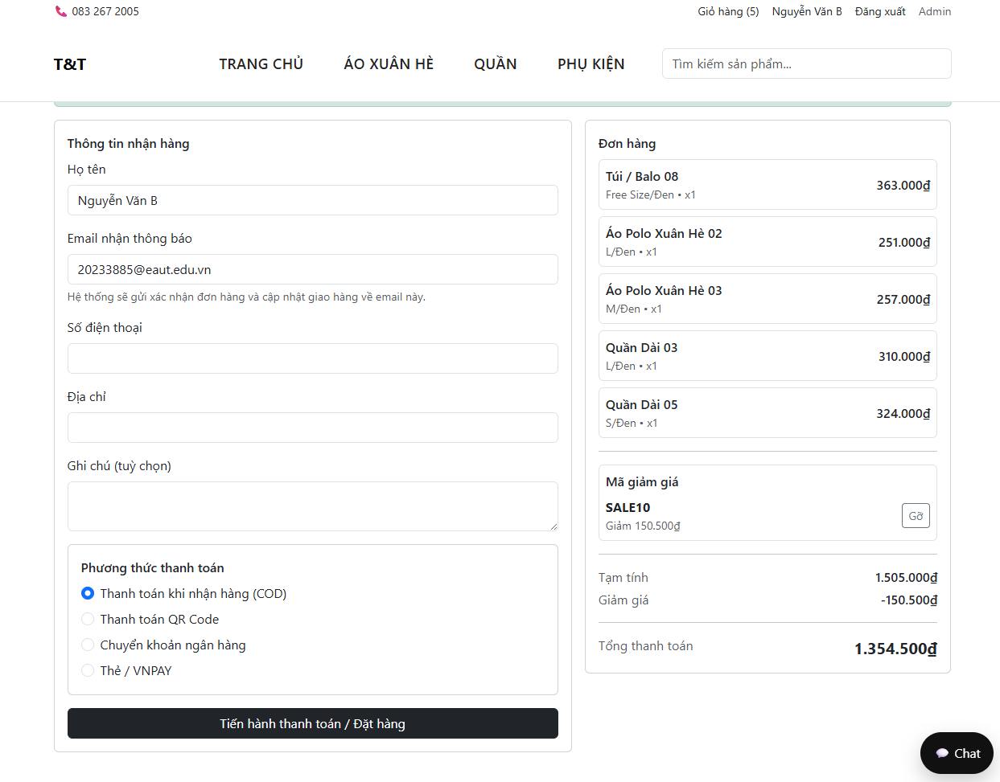 083 267 2005
Giỏ hàng (5) Nguyễn Văn B Đăng xuất Admin
T&T TRANG CHỦ ÁO XUÂN HÈ QUẦN PHỤ KIỆN Tìm kiếm sản phẩm...
Thông tin nhận hàng
Họ tên
Nguyễn Văn B
Email nhận thông báo
20233885@eaut.edu.vn
Hệ thống sẽ gửi xác nhận đơn hàng và cập nhật giao hàng về email này.
Số điện thoại
Địa chỉ
Ghi chú (tuỳ chọn)
Phương thức thanh toán
Thanh toán khi nhận hàng (COD)
Thanh toán QR Code
Chuyển khoản ngân hàng
Thẻ / VNPAY
Tiến hành thanh toán / Đặt hàng
Đơn hàng
Túi / Balo 08
Free Size/Đen • x1
363.000₫
Áo Polo Xuân Hè 02
L/Đen • x1
251.000₫
Áo Polo Xuân Hè 03
M/Đen • x1
257.000₫
Quần Dài 03
L/Đen • x1
310.000₫
Quần Dài 05
S/Đen • x1
324.000₫
Mã giảm giá
SALE10
Giảm 150.500₫
Gỡ
Tạm tính 1.505.000₫
Giảm giá -150.500₫
Tổng thanh toán 1.354.500₫
Chat